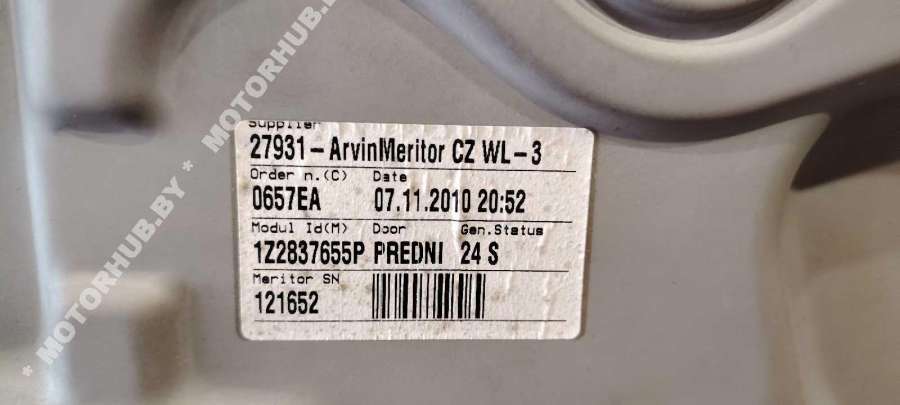 * MOTORHUB.BY * MOTORHUB
Supplier
27931-ArvinMeritor CZ WL-3
Order n.(C) Date
0657EA 07.11.2010 20:52
Modul Id(M) Door Gen.Status
1Z2837655P PREDNI 24 S
Meritor SN
121652